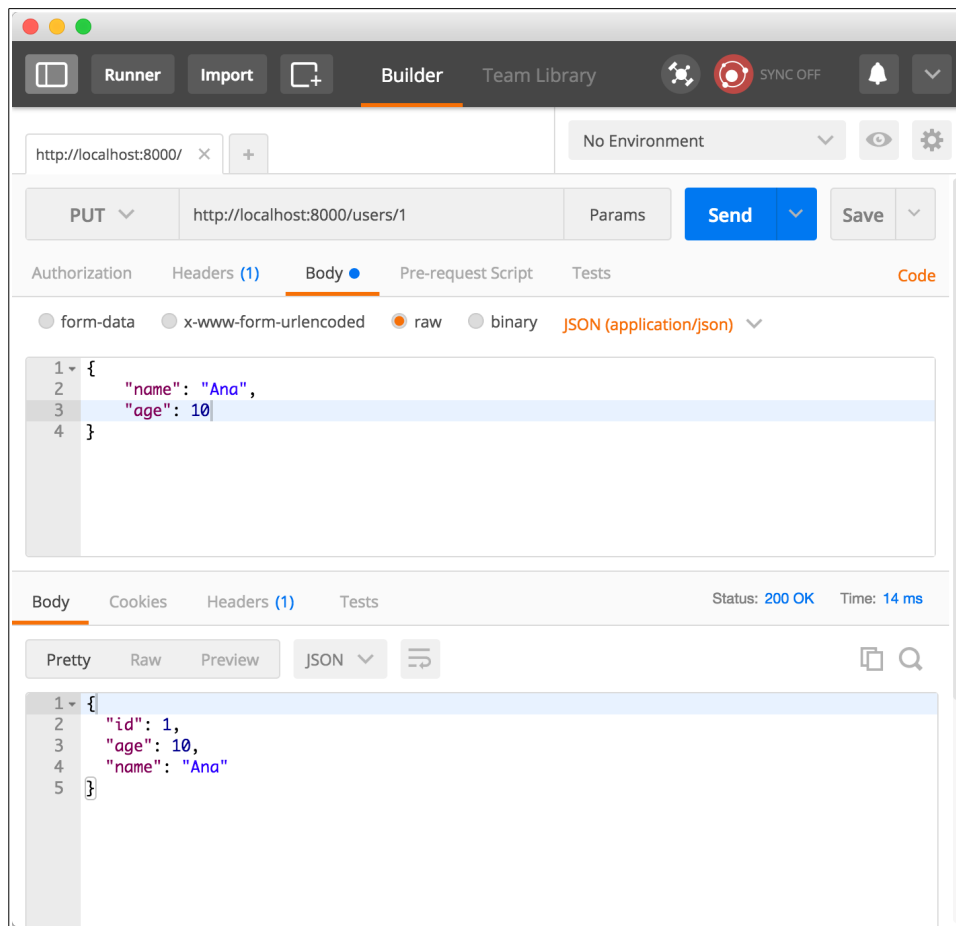 Runner Import Builder Team Library SYNC OFF
http://localhost:8000/ × + No Environment
PUT http://localhost:8000/users/1 Params Send Save
Authorization Headers (1) Body Pre-request Script Tests Code
form-data x-www-form-urlencoded raw binary JSON (application/json)
1 {
2 "name": "Ana",
3 "age": 10
4 }
Body Cookies Headers (1) Tests Status: 200 OK Time: 14 ms
Pretty Raw Preview JSON
1 {
2 "id": 1,
3 "age": 10,
4 "name": "Ana"
5 }